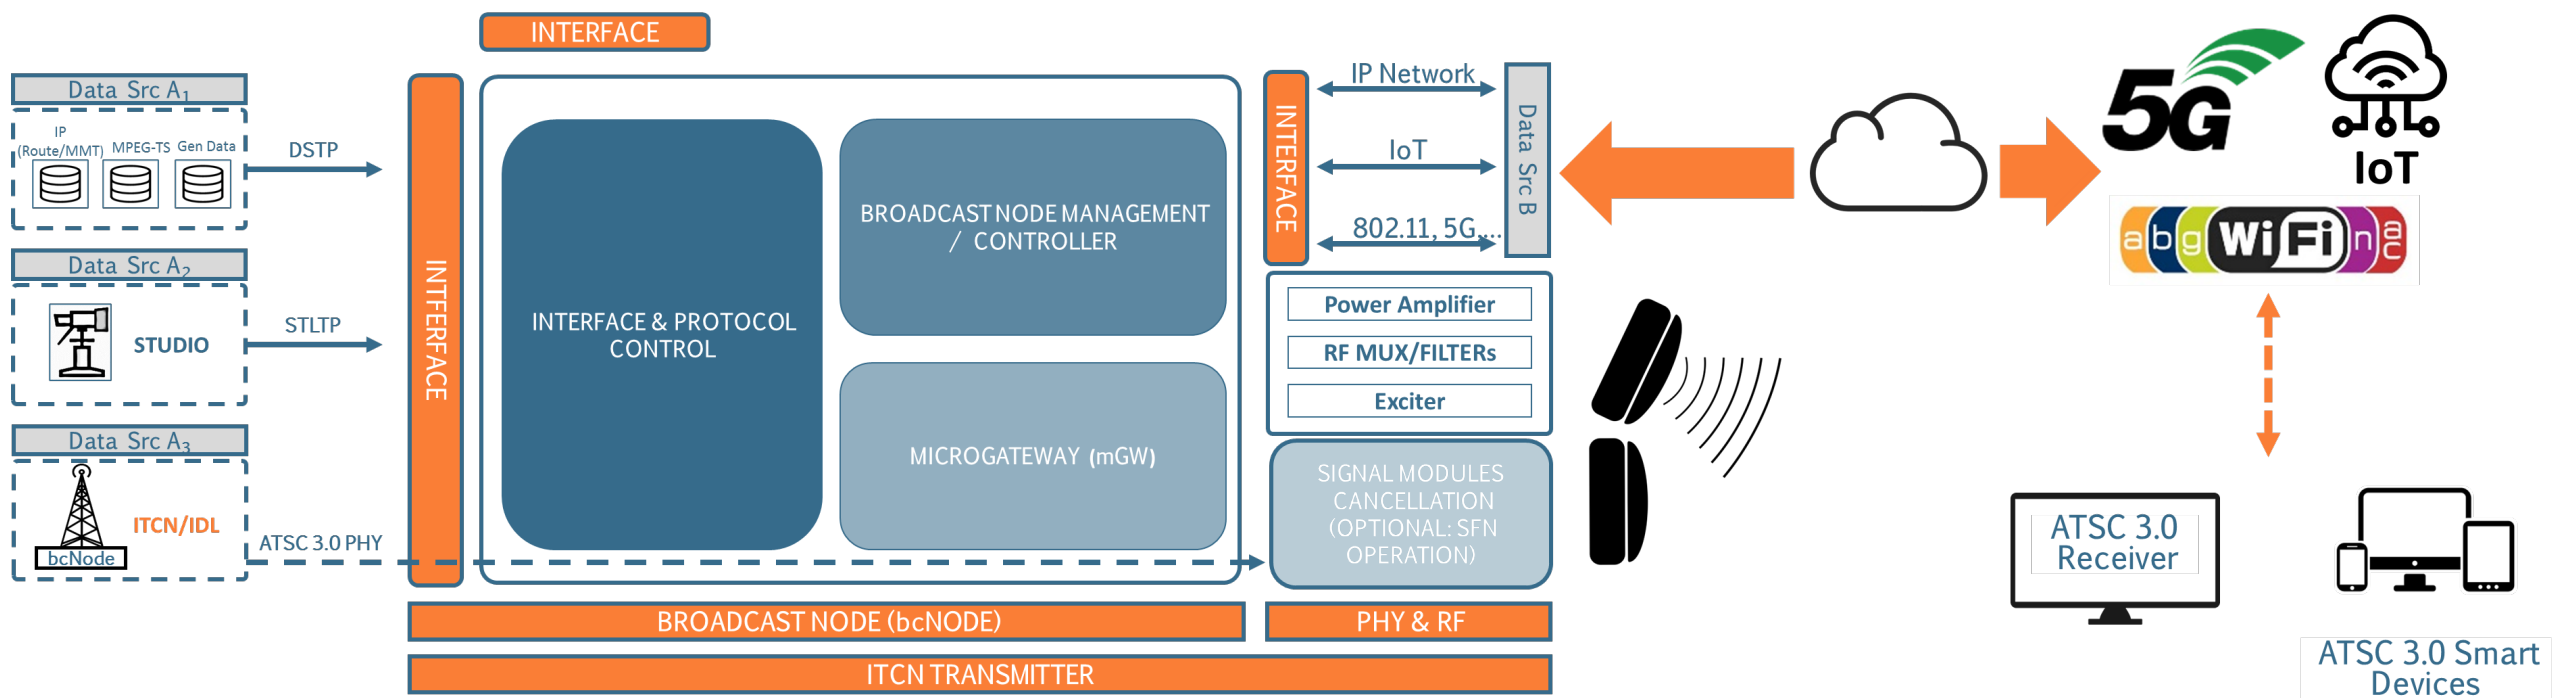 INTERFACE
Data Src A1
IP
(Route/MMT)
MPEG-TS
Gen Data
DSTP
Data Src A2
STUDIO
STLTP
Data Src A3
ITCN/IDL
bcNode
ATSC 3.0 PHY
INTFERFACE
INTERFACE & PROTOCOL
CONTROL
BROADCAST NODE MANAGEMENT
/ CONTROLLER
MICROGATEWAY (mGW)
INTERFACE
IP Network
IoT
802.11, 5G,...
Data Src B
Power Amplifier
RF MUX/FILTERs
Exciter
SIGNAL MODULES
CANCELLATION
(OPTIONAL: SFN
OPERATION)
BROADCAST NODE (bcNODE)
PHY & RF
ITCN TRANSMITTER
5G
IoT
a b g WiFi n ac
ATSC 3.0
Receiver
ATSC 3.0 Smart
Devices